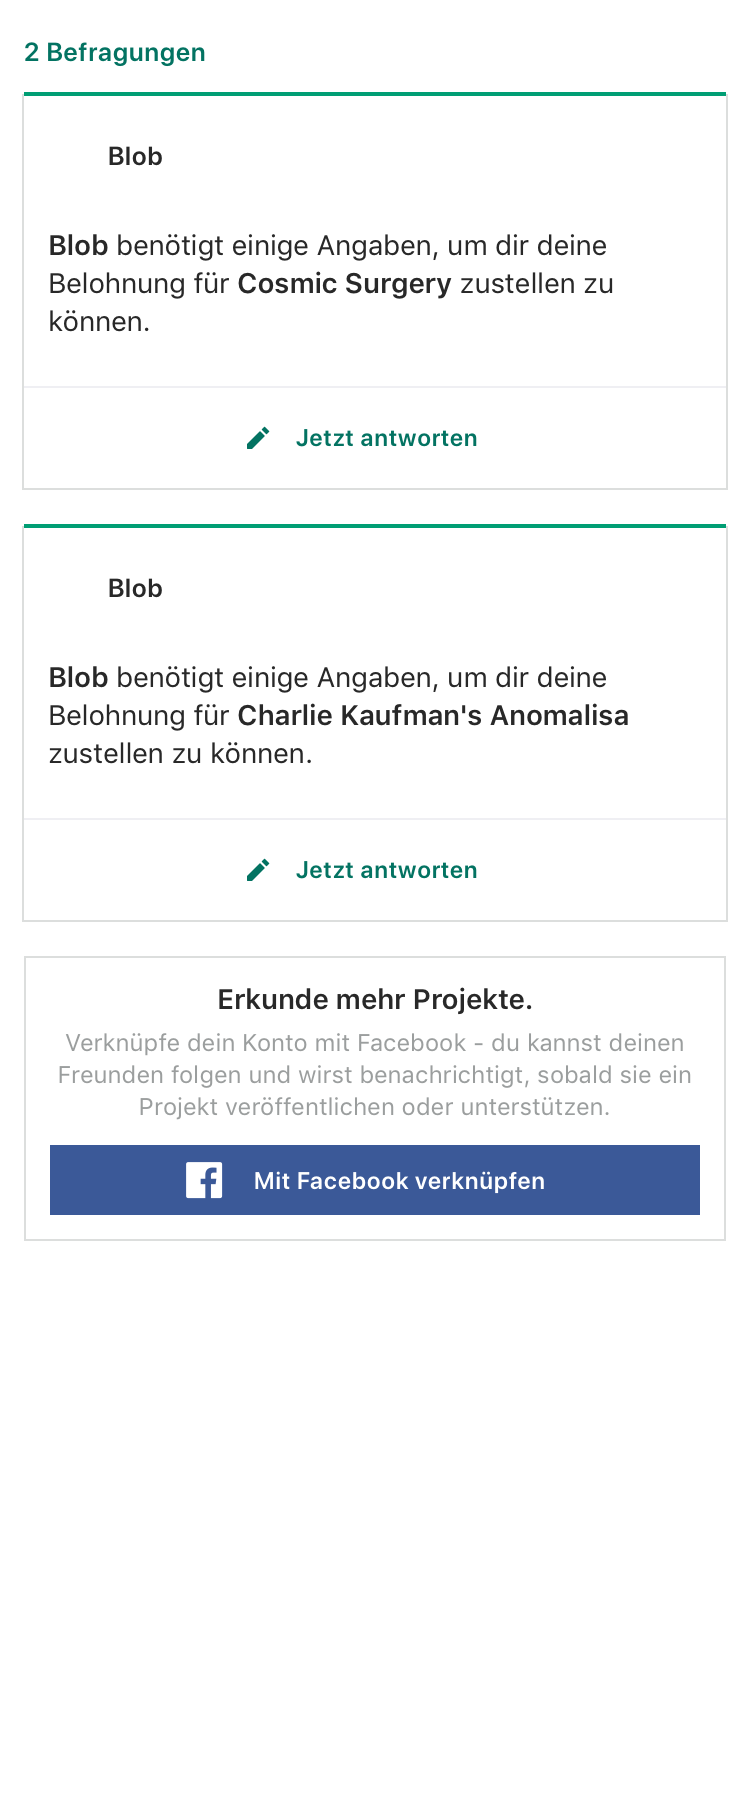 2 Befragungen
Blob
Blob benötigt einige Angaben, um dir deine
Belohnung für Cosmic Surgery zustellen zu
können.
Jetzt antworten
Blob
Blob benötigt einige Angaben, um dir deine
Belohnung für Charlie Kaufman's Anomalisa
zustellen zu können.
Jetzt antworten
Erkunde mehr Projekte.
Verknüpfe dein Konto mit Facebook - du kannst deinen
Freunden folgen und wirst benachrichtigt, sobald sie ein
Projekt veröffentlichen oder unterstützen.
Mit Facebook verknüpfen